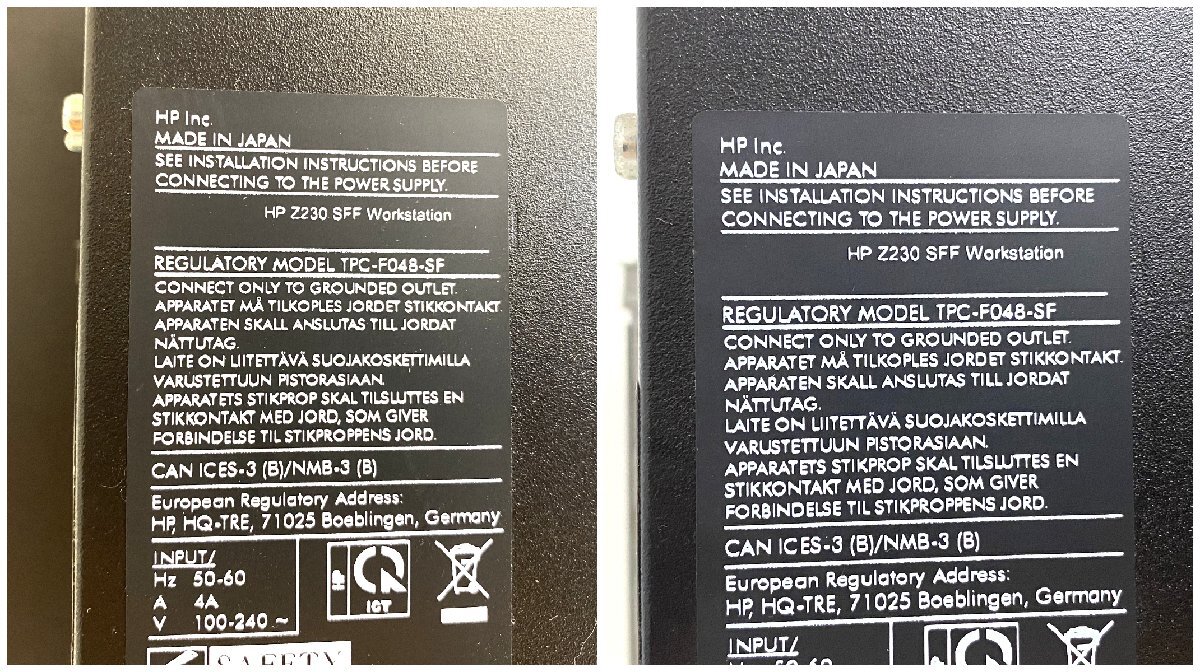 HP Inc.
MADE IN JAPAN
SEE INSTALLATION INSTRUCTIONS BEFORE
CONNECTING TO THE POWER SUPPLY.
HP Z230 SFF Workstation
REGULATORY MODEL TPC-F048-SF
CONNECT ONLY TO GROUNDED OUTLET.
APPARATET MÅ TILKOPLES JORDET STIKKONTAKT.
APPARATEN SKALL ANSLUTAS TILL JORDAT
NÄTTUTAG.
LAITE ON LIITETTÄVÄ SUOJAKOSKETTIMILLA
VARUSTETTUUN PISTORASIAAN.
APPARATETS STIKPROP SKAL TILSLUTTES EN
STIKKONTAKT MED JORD, SOM GIVER
FORBINDELSE TIL STIKPROPPENS JORD.
CAN ICES-3 (B)/NMB-3 (B)
European Regulatory Address:
HP, HQ-TRE, 71025 Boeblingen, Germany
INPUT/
Hz 50-60
A 4A
V 100-240 ~
HP
ICT
SAFETY
HP Inc.
MADE IN JAPAN
SEE INSTALLATION INSTRUCTIONS BEFORE
CONNECTING TO THE POWER SUPPLY.
HP Z230 SFF Workstation
REGULATORY MODEL TPC-F048-SF
CONNECT ONLY TO GROUNDED OUTLET.
APPARATET MÅ TILKOPLES JORDET STIKKONTAKT.
APPARATEN SKALL ANSLUTAS TILL JORDAT
NÄTTUTAG.
LAITE ON LIITETTÄVÄ SUOJAKOSKETTIMILLA
VARUSTETTUUN PISTORASIAAN.
APPARATETS STIKPROP SKAL TILSLUTTES EN
STIKKONTAKT MED JORD, SOM GIVER
FORBINDELSE TIL STIKPROPPENS JORD.
CAN ICES-3 (B)/NMB-3 (B)
European Regulatory Address:
HP, HQ-TRE, 71025 Boeblingen, Germany
INPUT/
Hz 50-60